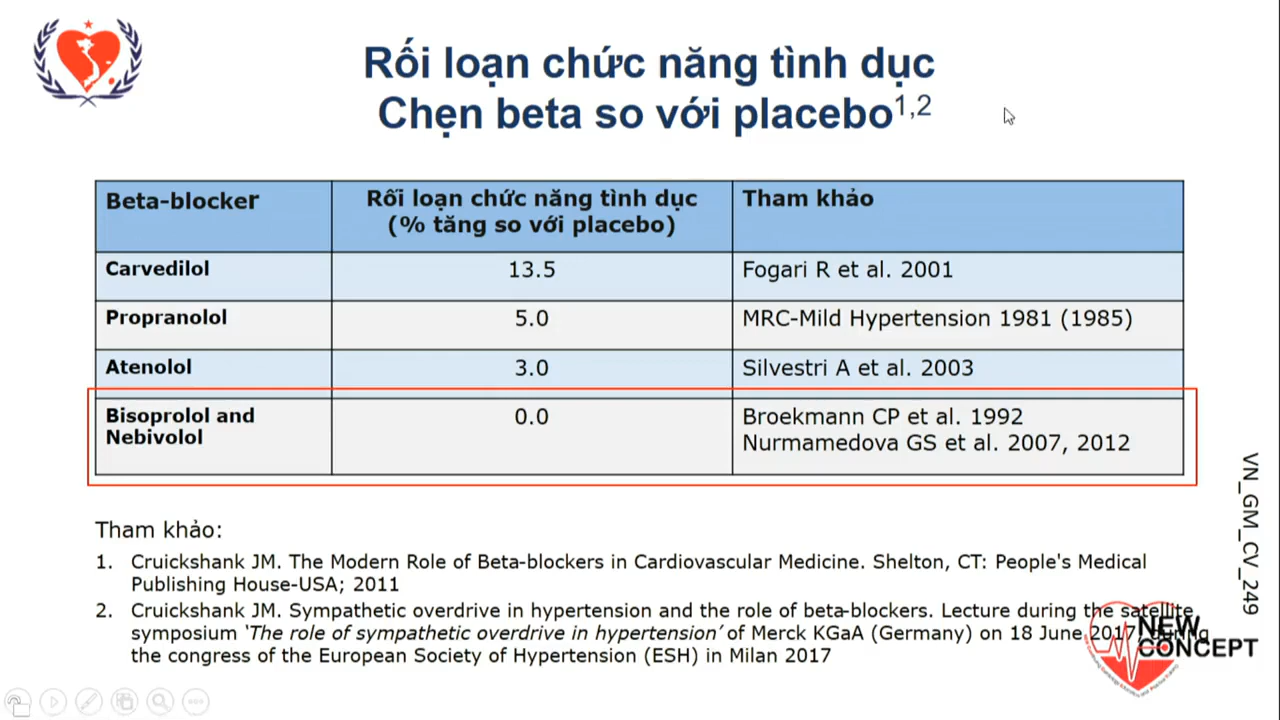 Rối loạn chức năng tình dục
Chẹn beta so với placebo1,2
Beta-blocker
Rối loạn chức năng tình dục
(% tăng so với placebo)
Tham khảo
Carvedilol
13.5
Fogari R et al. 2001
Propranolol
5.0
MRC-Mild Hypertension 1981 (1985)
Atenolol
3.0
Silvestri A et al. 2003
Bisoprolol and
Nebivolol
0.0
Broekmann CP et al. 1992
Nurmamedova GS et al. 2007, 2012
Tham khảo:
1. Cruickshank JM. The Modern Role of Beta-blockers in Cardiovascular Medicine. Shelton, CT: People's Medical
Publishing House-USA; 2011
2. Cruickshank JM. Sympathetic overdrive in hypertension and the role of beta-blockers. Lecture during the satellite
symposium ‘The role of sympathetic overdrive in hypertension’ of Merck KGaA (Germany) on 18 June 2017, during
the congress of the European Society of Hypertension (ESH) in Milan 2017
VN_GM_CV_249
NEW
CONCEPT